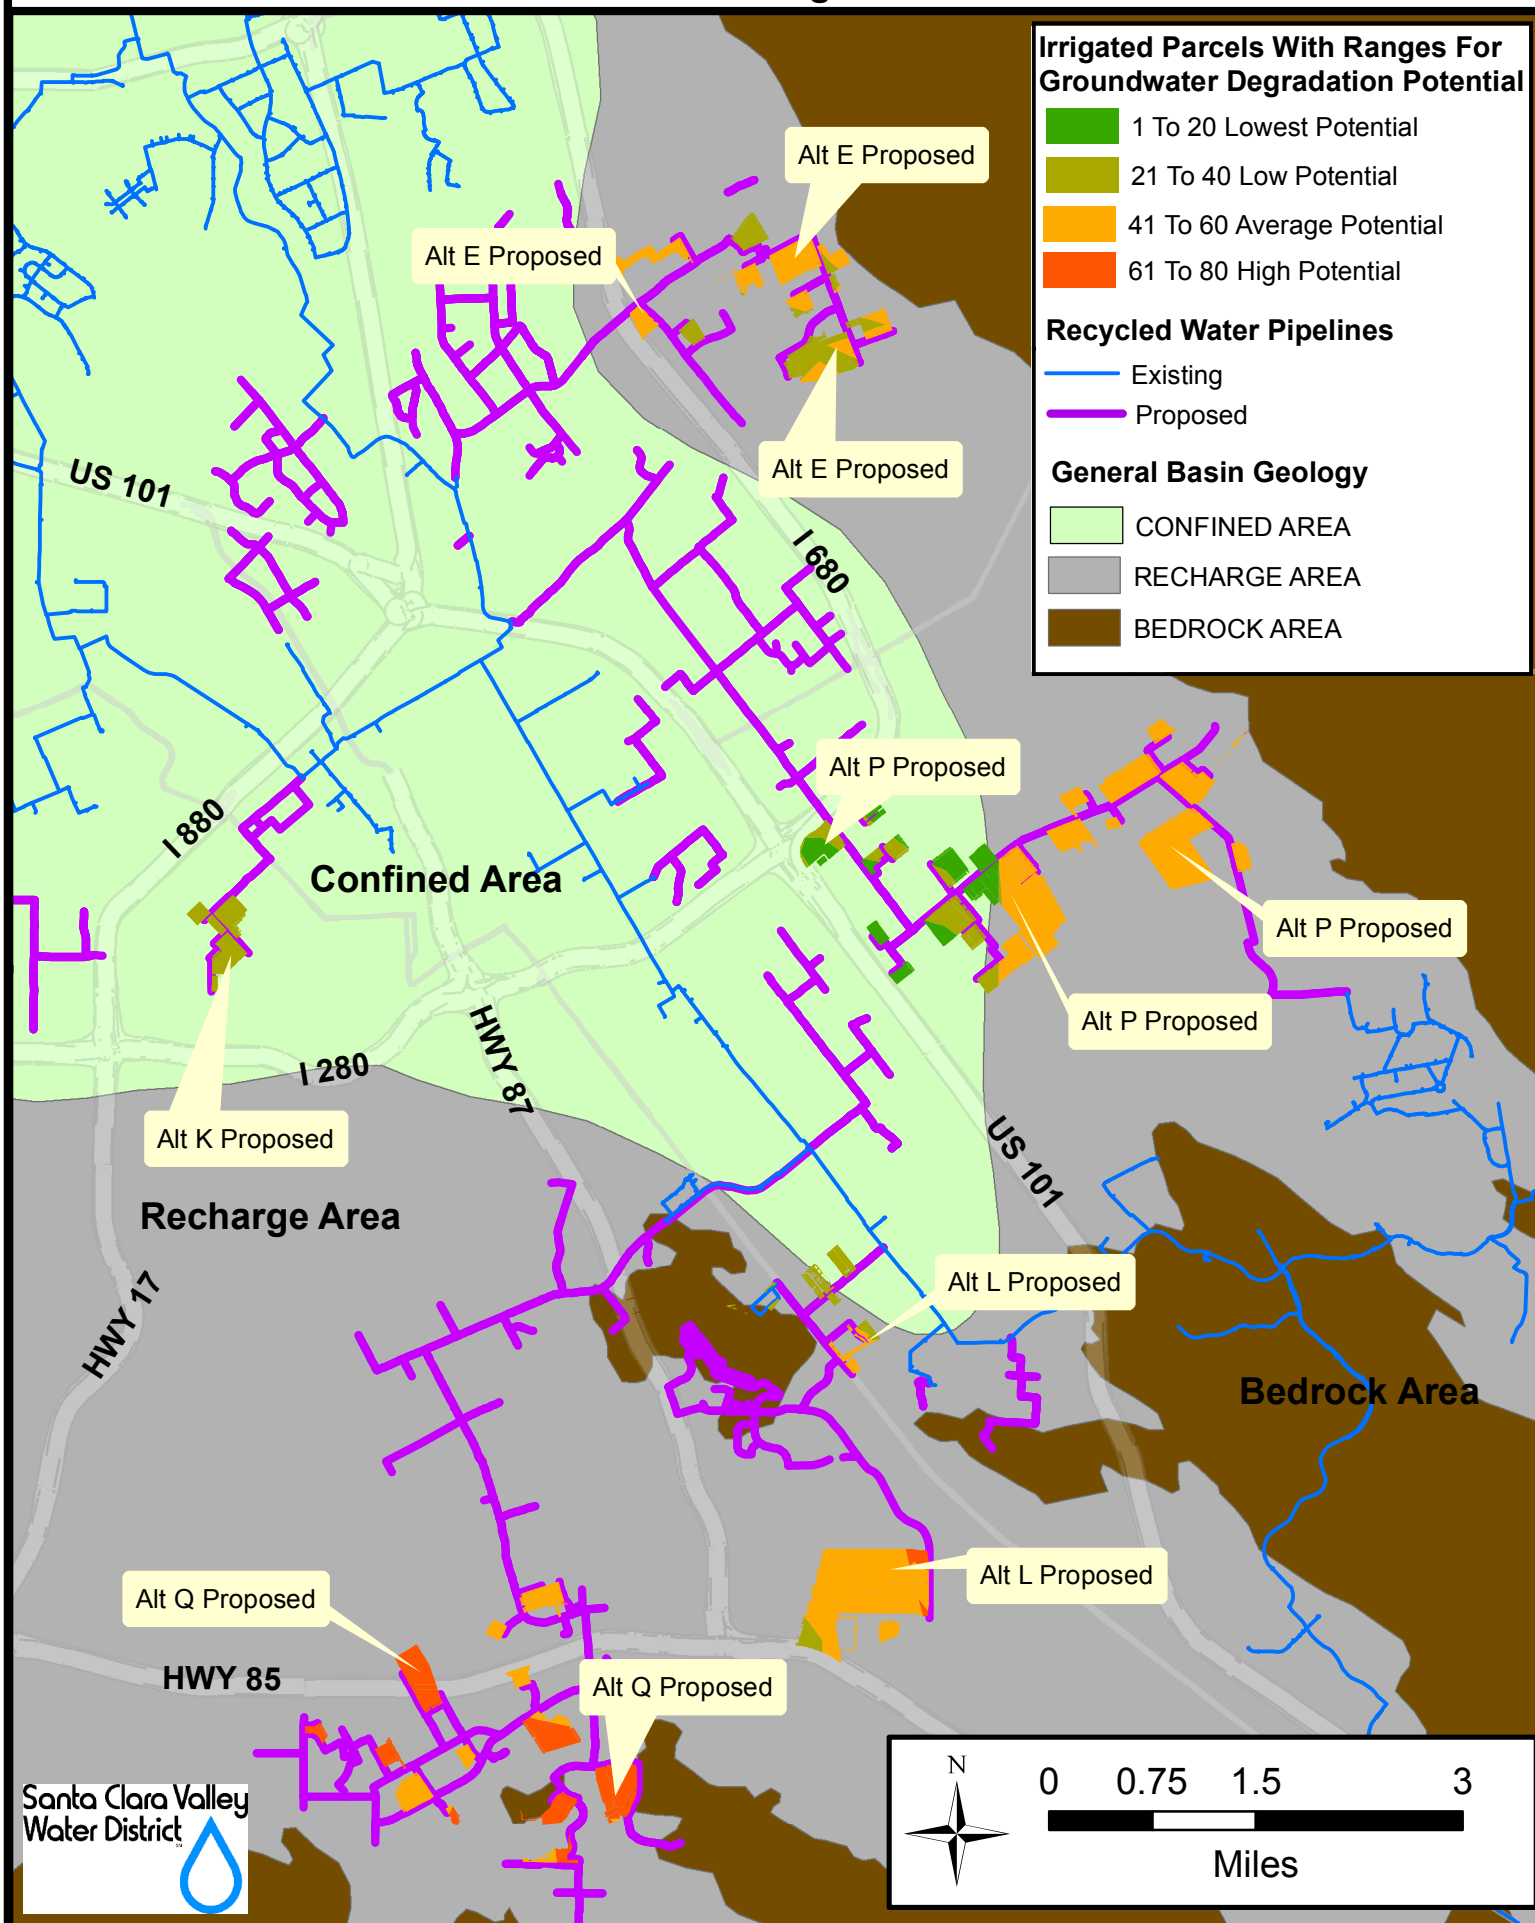 Irrigated Parcels With Ranges For
Groundwater Degradation Potential
1 To 20 Lowest Potential
21 To 40 Low Potential
41 To 60 Average Potential
61 To 80 High Potential
Recycled Water Pipelines
Existing
Proposed
General Basin Geology
CONFINED AREA
RECHARGE AREA
BEDROCK AREA
Alt E Proposed
Alt E Proposed
Alt E Proposed
US 101
I 680
Alt P Proposed
I 880
Confined Area
Alt P Proposed
Alt P Proposed
HWY 87
I 280
Alt K Proposed
US 101
Recharge Area
HWY 17
Alt L Proposed
Bedrock Area
Alt L Proposed
Alt Q Proposed
HWY 85
Alt Q Proposed
Santa Clara Valley
Water District
N
0 0.75 1.5 3
Miles